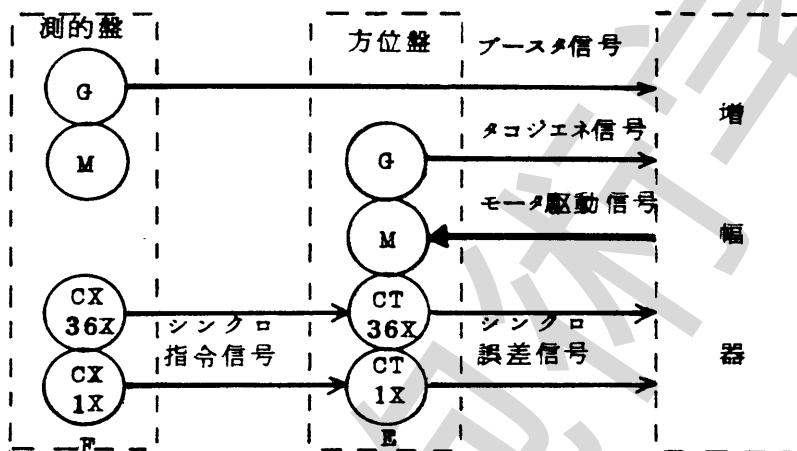 測的盤
G
M
CX
36X
CX
1X
F
シンクロ
指令信号
方位盤
G
M
CT
36X
CT
1X
E
ブースタ信号
タコジエネ信号
モータ駆動信号
シンクロ
誤差信号
増
幅
器